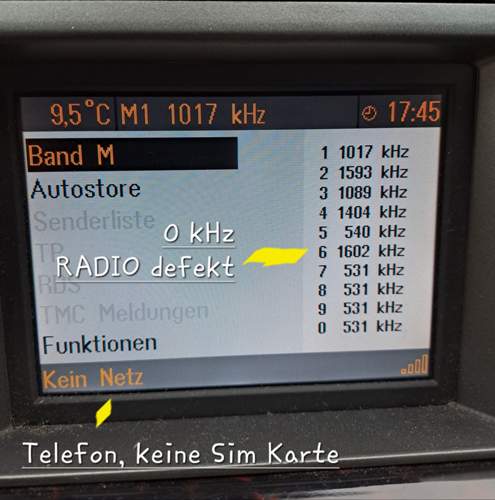 9,5°C M1 1017 kHz 17:45
Band M
Autostore
Senderliste
TP
RDS
TMC Meldungen
Funktionen
Kein Netz
1 1017 kHz
2 1593 kHz
3 1089 kHz
4 1404 kHz
5 540 kHz
6 1602 kHz
7 531 kHz
8 531 kHz
9 531 kHz
0 531 kHz
0 kHz
RADIO defekt
Telefon, keine Sim Karte